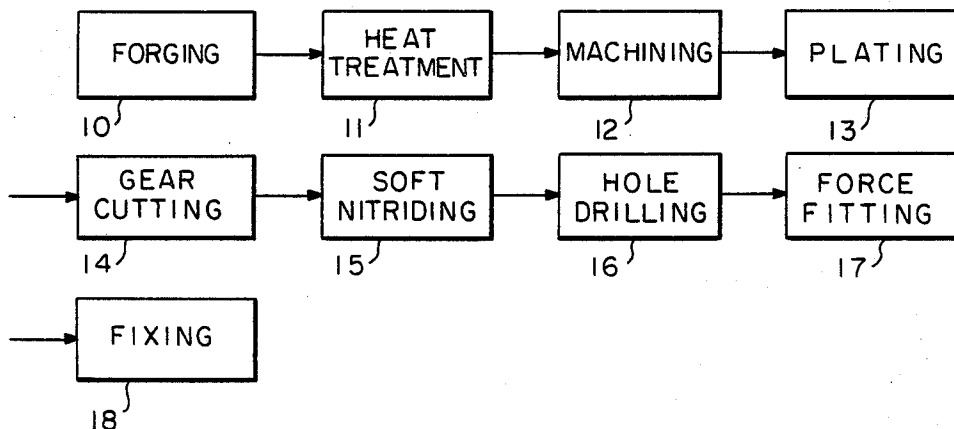 FORGING
HEAT
TREATMENT
MACHINING
PLATING
10
11
12
13
GEAR
CUTTING
SOFT
NITRIDING
HOLE
DRILLING
FORCE
FITTING
14
15
16
17
FIXING
18